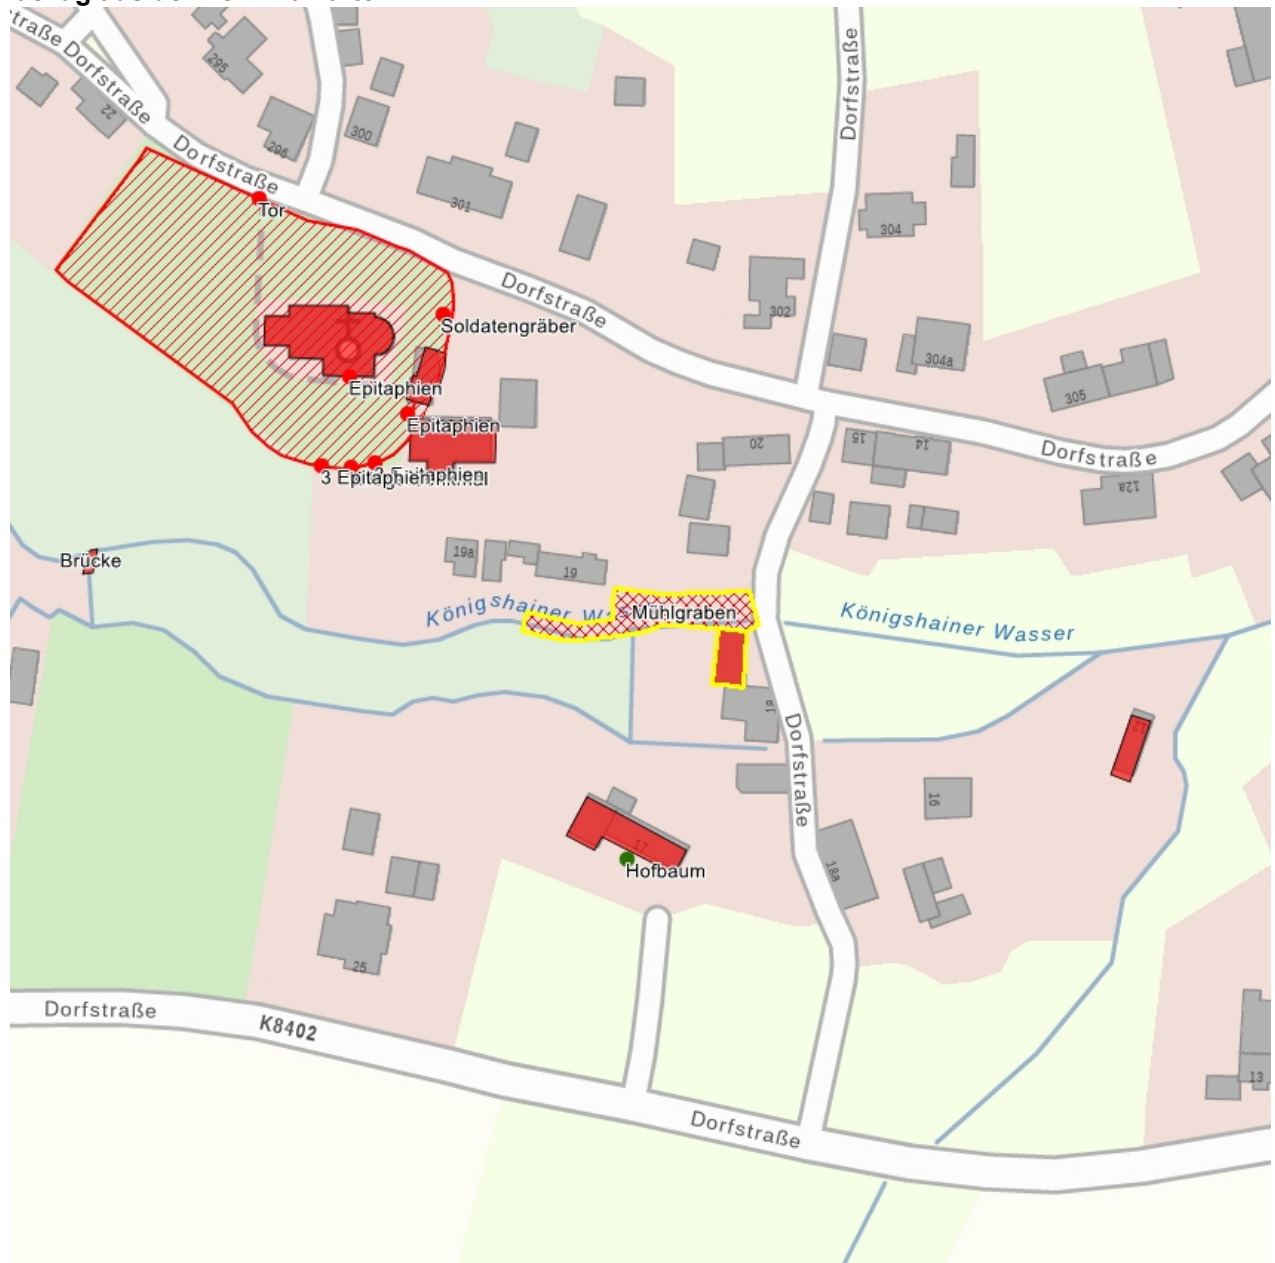 Dorfstraße
Dorfstraße
295
22
296
300
Dorfstraße
Tor
301
Dorfstraße
304
302
Dorfstraße
Soldatengräber
304a
305
Epitaphien
Epitaphien
3 Epitaphien
20
15
14
Dorfstraße
12a
Brücke
19a
19
Königshainer
Mühlgraben
Königshainer Wasser
18
Dorfstraße
12
16
17
Hofbaum
18a
25
Dorfstraße
K8402
Dorfstraße
13